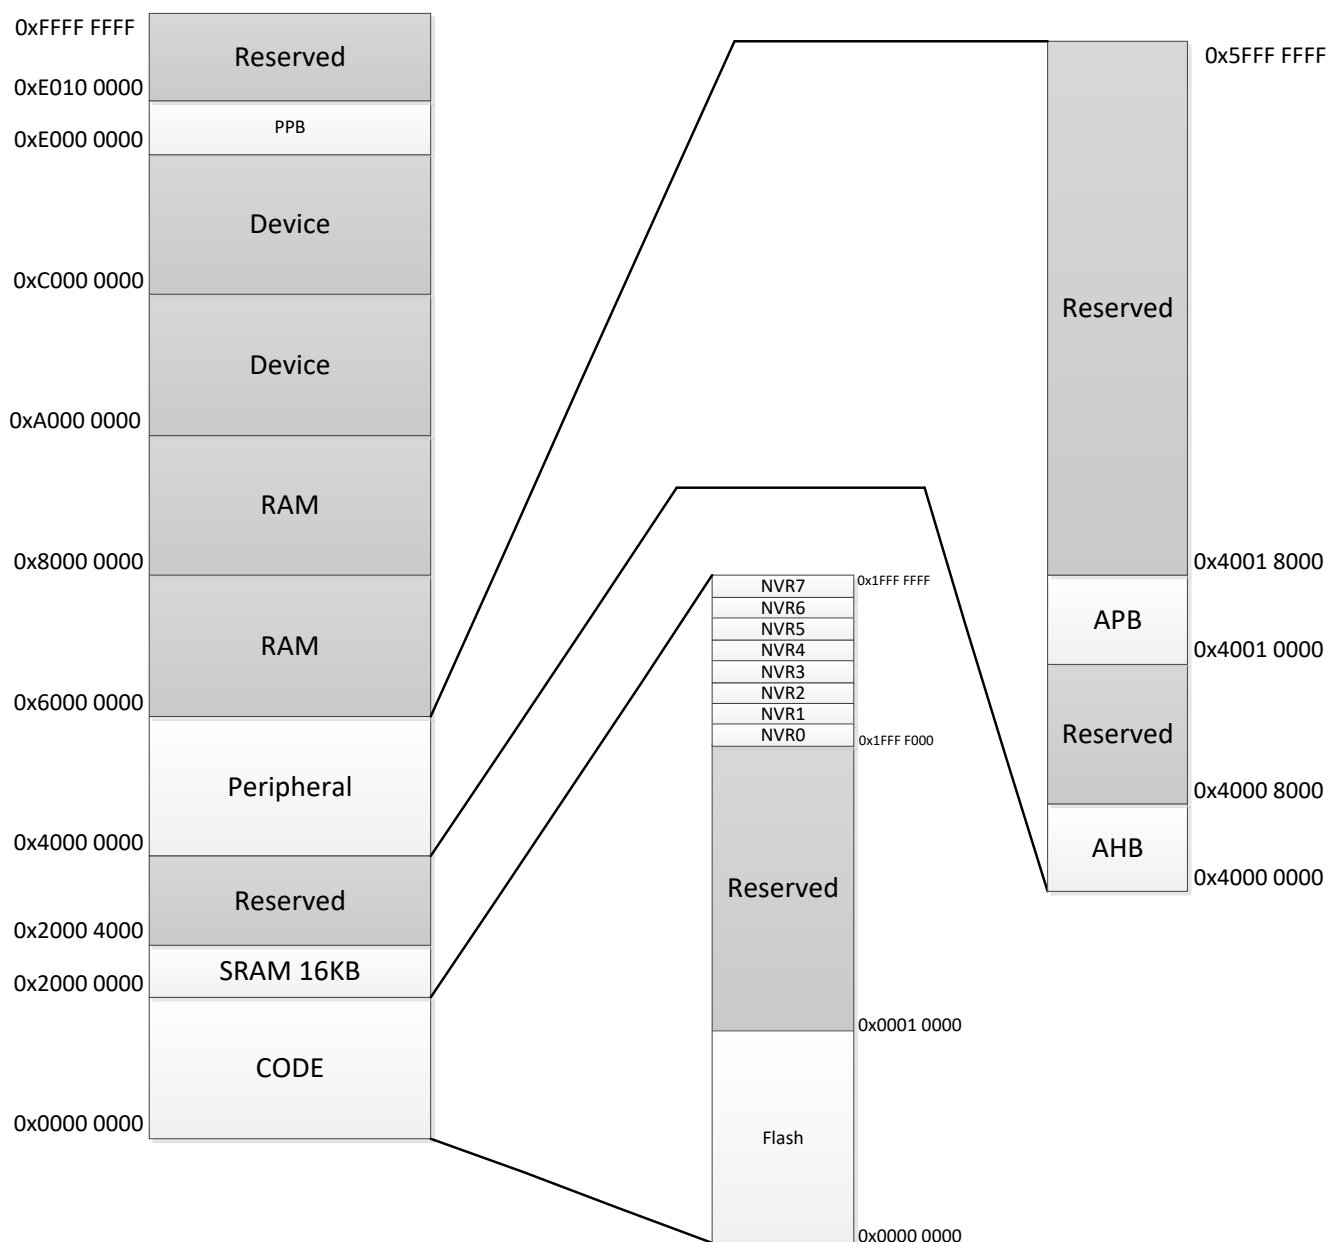 0xFFFF FFFF
Reserved
0xE010 0000
PPB
0xE000 0000
Device
0xC000 0000
Device
0xA000 0000
RAM
0x8000 0000
RAM
0x6000 0000
Peripheral
0x4000 0000
Reserved
0x2000 4000
SRAM 16KB
0x2000 0000
CODE
0x0000 0000
NVR7
0x1FFF FFFF
NVR6
NVR5
NVR4
NVR3
NVR2
NVR1
NVR0
0x1FFF F000
Reserved
0x0001 0000
Flash
0x0000 0000
0x5FFF FFFF
Reserved
0x4001 8000
APB
0x4001 0000
Reserved
0x4000 8000
AHB
0x4000 0000